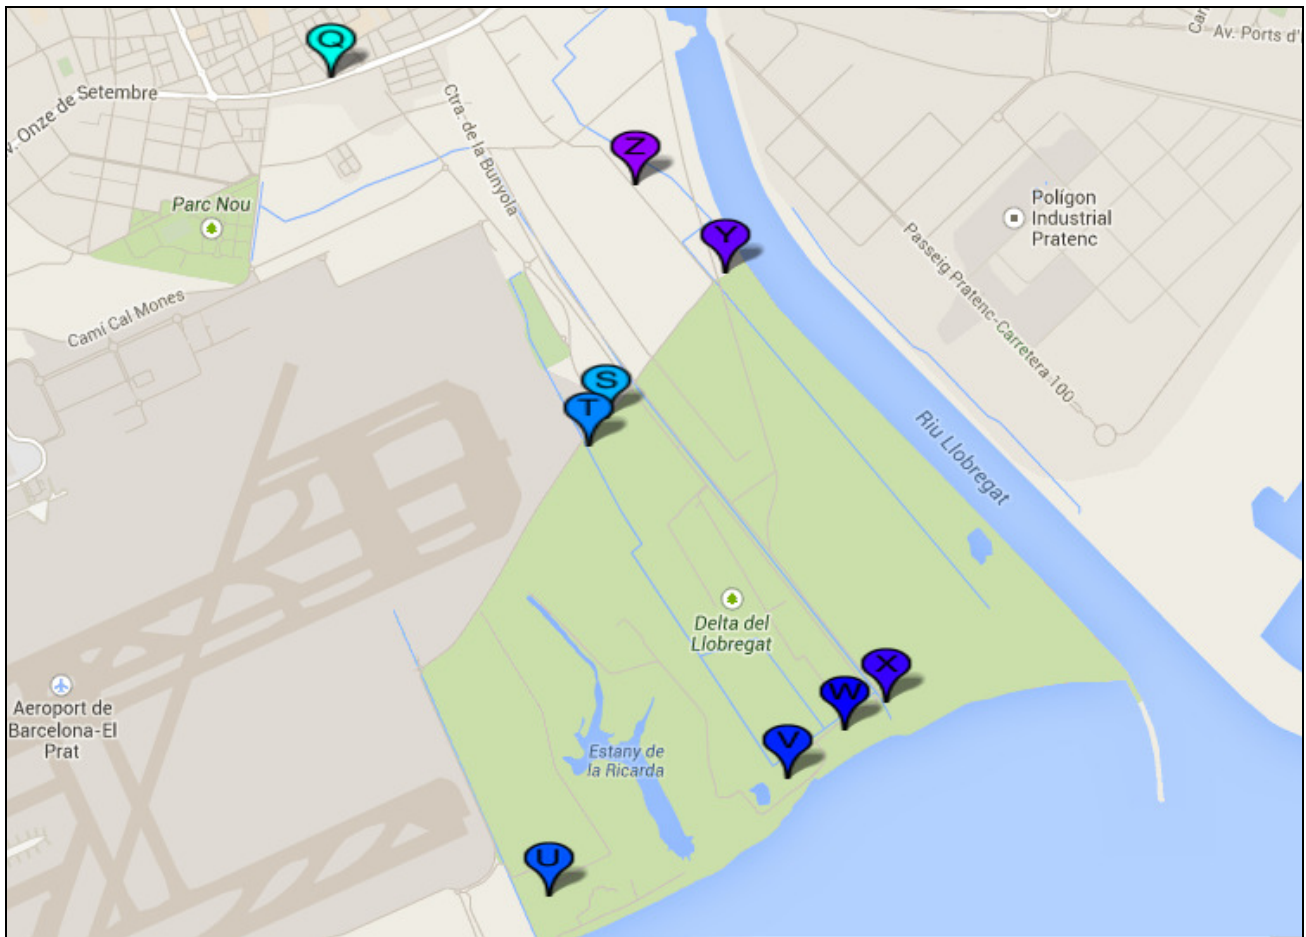 Q
Av. Ports d'
v. Onze de Setembre
Ctra. de la Bunyola
Z
Parc Nou
Polígon
Industrial
Pratenc
Y
Passeig Pratenc-Carretera 100
Camí Cal Mones
S
T
Riu Llobregat
Delta del
Llobregat
X
W
Aeroport de
Barcelona-El
Prat
V
Estany de
la Ricarda
U